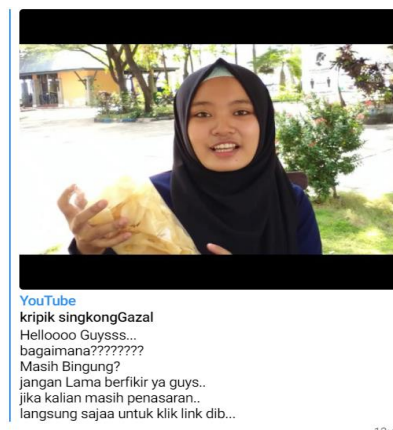 YouTube
kripik singkongGazal
Helloooo Guysss...
bagaimana????????
Masih Bingung?
jangan Lama berfikir ya guys..
jika kalian masih penasaran..
langsung sajaa untuk klik link dib...